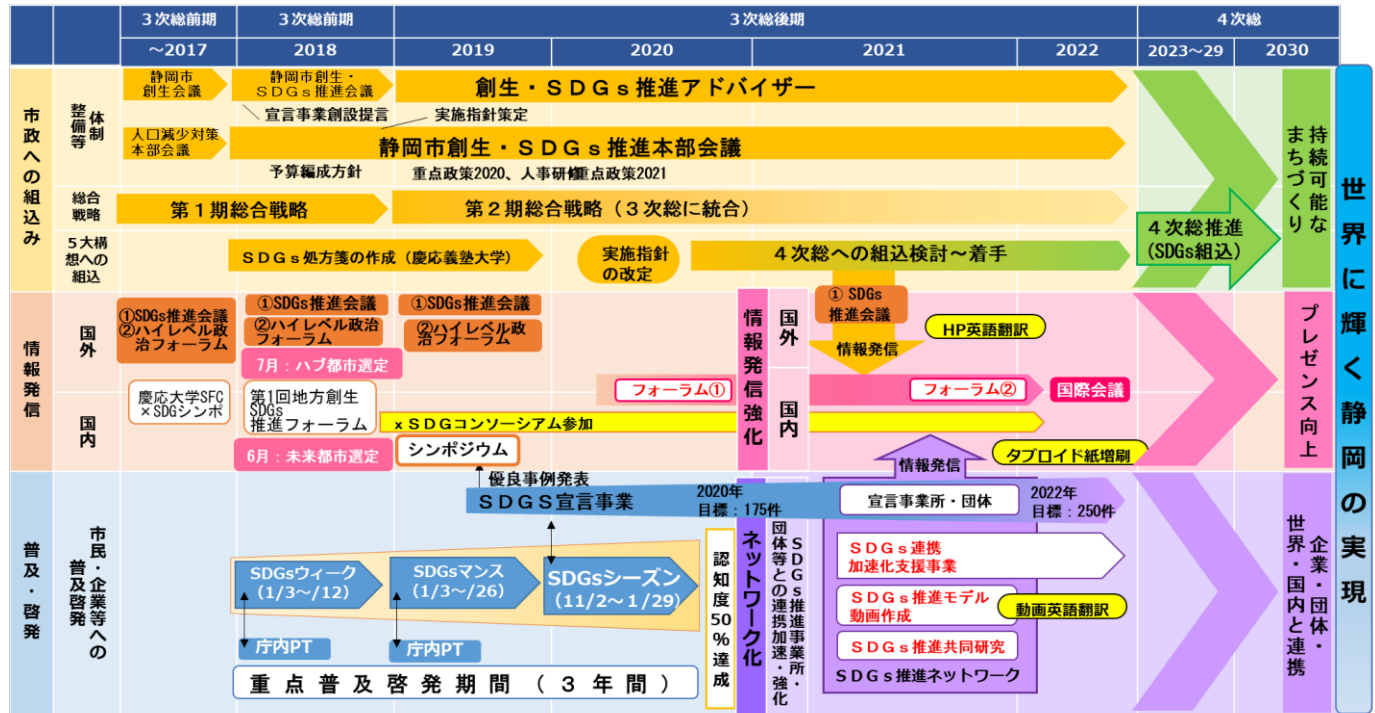 ３次総前期
３次総前期
３次総後期
４次総
～2017
2018
2019
2020
2021
2022
2023～29
2030
市政への組込み
体制
整備等
静岡市
創生会議
静岡市創生・
ＳＤＧｓ推進会議
創生・ＳＤＧｓ推進アドバイザー
宣言事業創設提言
実施指針策定
人口減少対策
本部会議
静岡市創生・ＳＤＧｓ推進本部会議
予算編成方針
重点政策2020、人事研修
重点政策2021
総合
戦略
第１期総合戦略
第２期総合戦略（３次総に統合）
５大構
想への
組込
ＳＤＧｓ処方箋の作成（慶応義塾大学）
実施指針
の改定
４次総への組込検討～着手
４次総推進
(SDGs組込)
持続可能な
まちづくり
情報発信
国外
①SDGs推進会議
②ハイレベル政
治フォーラム
①SDGs推進会議
②ハイレベル政治
フォーラム
7月：ハブ都市選定
①SDGs推進会議
②ハイレベル政
治フォーラム
情報発信強化
国外
① SDGs
推進会議
情報発信
HP英語翻訳
プレゼンス向上
国内
慶応大学SFC
×SDGシンポ
第1回地方創生
SDGs
推進フォーラム
6月：未来都市選定
フォーラム①
国内
フォーラム②
国際会議
ｘＳＤＧコンソーシアム参加
シンポジウム
情報発信
タブロイド紙増刷
普及・啓発
市民・企業等への
普及啓発
優良事例発表
ＳＤＧＳ宣言事業
2020年
目標：175件
宣言事業所・団体
2022年
目標：250件
SDGsウィーク
（1/3～/12）
SDGsマンス
（1/3～/26）
SDGsシーズン
（11/2～1/29）
庁内PT
庁内PT
重点普及啓発期間（３年間）
認知度50％達成
ネットワーク化
ＳＤＧｓ推進事業所・
団体等との連携加速・強化
ＳＤＧｓ連携
加速化支援事業
ＳＤＧｓ推進モデル
動画作成
動画英語翻訳
ＳＤＧｓ推進共同研究
ＳＤＧｓ推進ネットワーク
企業・団体・
世界・国内と連携
世界に輝く静岡の実現